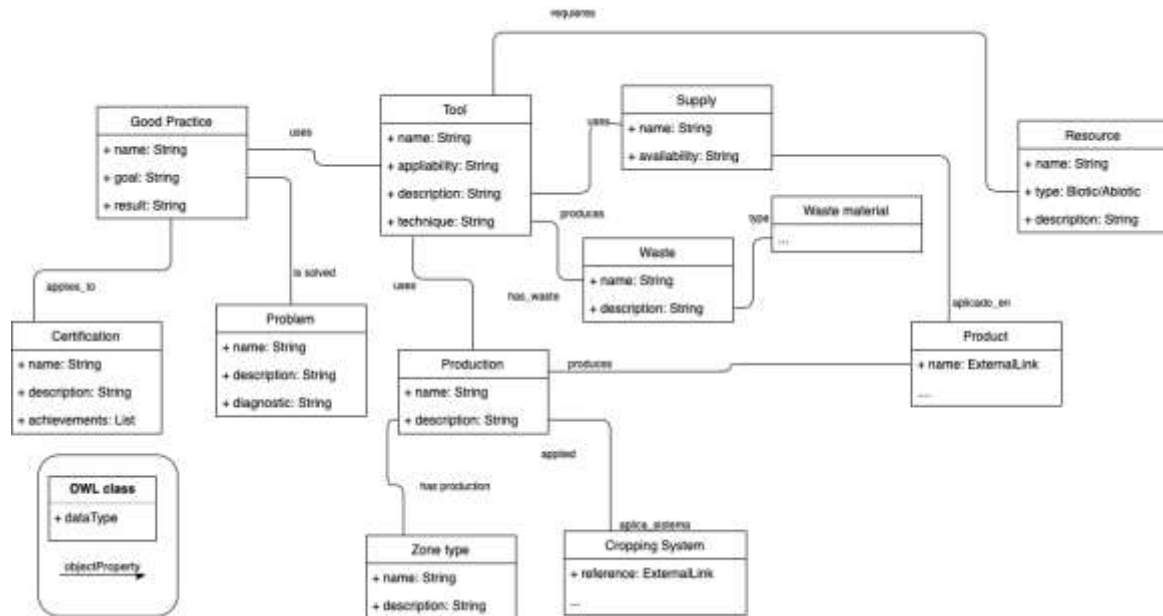 requieres
Tool
+ name: String
+ appliability: String
+ description: String
+ technique: String
Supply
+ name: String
+ availability: String
Good Practice
+ name: String
+ goal: String
+ result: String
uses
uses
Resource
+ name: String
+ type: Biotic/Abiotic
+ description: String
Waste material
...
type
produces
Waste
+ name: String
+ description: String
has_waste
is solved
uses
applies_to
aplicado_en
Certification
+ name: String
+ description: String
+ achievements: List
Problem
+ name: String
+ description: String
+ diagnostic: String
Production
+ name: String
+ description: String
produces
Product
+ name: ExternalLink
....
applied
has production
aplica_sistema
OWL class
+ dataType
objectProperty
Zone type
+ name: String
+ description: String
Cropping System
+ reference: ExternalLink
...